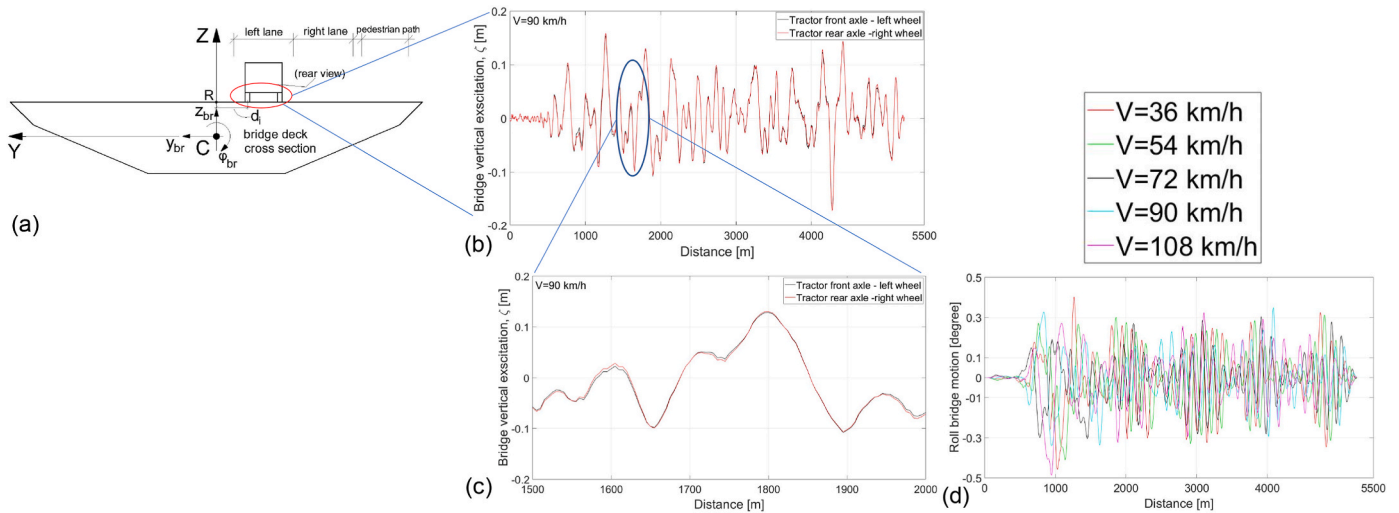 Z
left lane
right lane
pedestrian path
(rear view)
R
z_br
d_i
bridge deck
cross section
Y
y_br
C
φ_br
(a)
V=90 km/h
Tractor front axle - left wheel
Tractor rear axle -right wheel
Bridge vertical exscitation, ζ [m]
0.2
0.1
0
-0.1
-0.2
0
1000
2000
3000
4000
5500
Distance [m]
(b)
V=90 km/h
Tractor front axle - left wheel
Tractor rear axle -right wheel
Bridge vertical exscitation, ζ [m]
0.2
0.1
0
-0.1
-0.2
1500
1600
1700
1800
1900
2000
Distance [m]
(c)
V=36 km/h
V=54 km/h
V=72 km/h
V=90 km/h
V=108 km/h
Roll bridge motion [degree]
0.5
0.3
0.1
0
-01
-0.3
-0.5
0
1000
2000
3000
4000
5500
Distance [m]
(d)